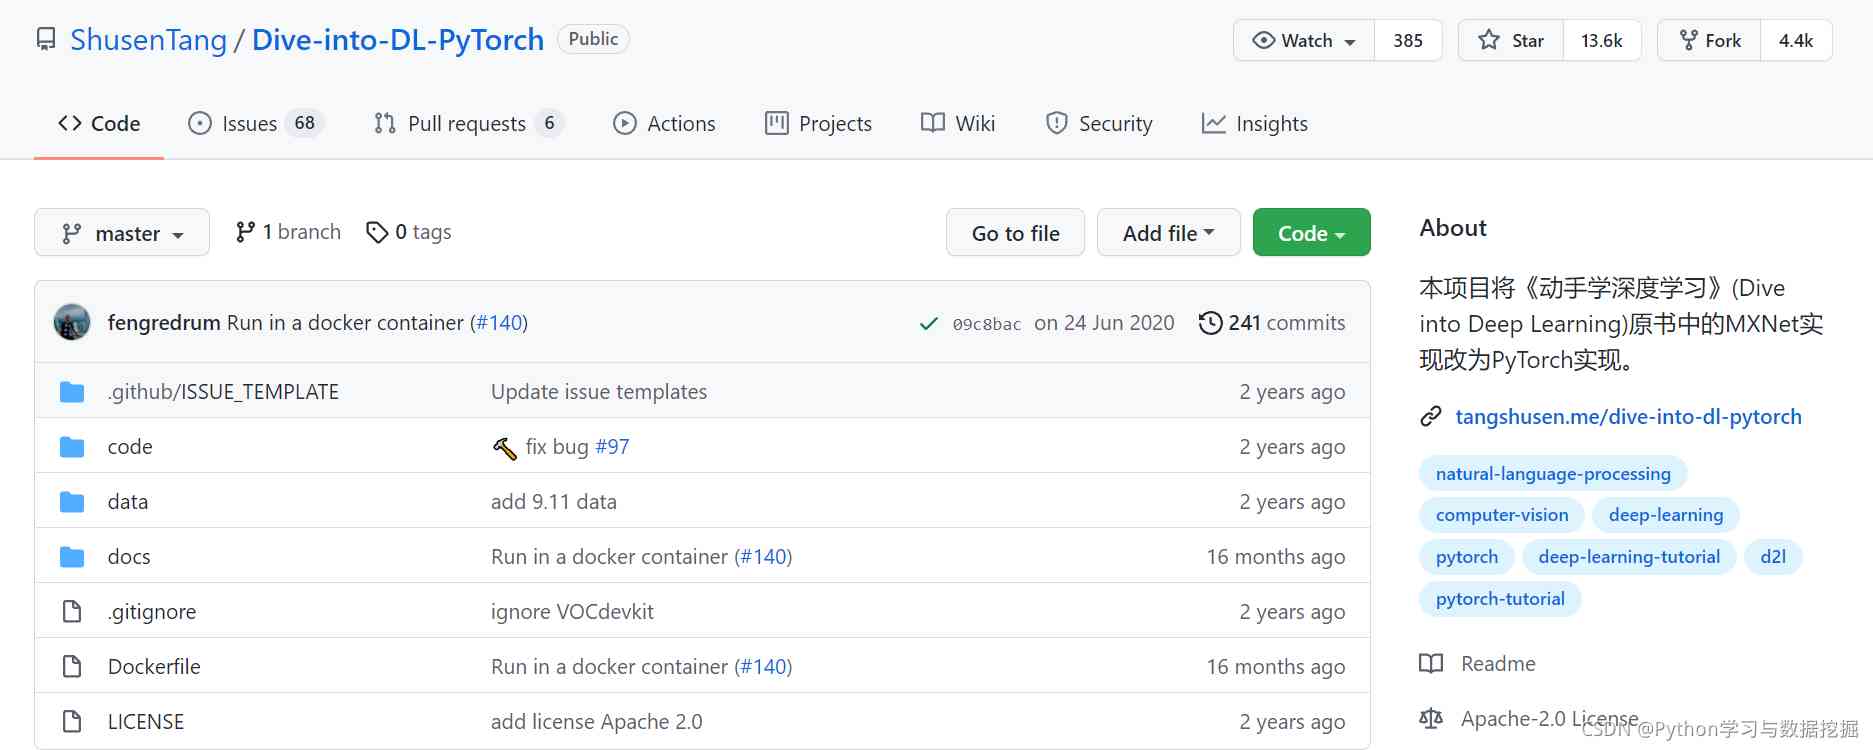 ShusenTang / Dive-into-DL-PyTorch Public Watch 385 Star 13.6k Fork 4.4k
Code Issues 68 Pull requests 6 Actions Projects Wiki Security Insights
master 1 branch 0 tags Go to file Add file Code
fengredrum Run in a docker container (#140) 09c8bac on 24 Jun 2020 241 commits
.github/ISSUE_TEMPLATE Update issue templates 2 years ago
code fix bug #97 2 years ago
data add 9.11 data 2 years ago
docs Run in a docker container (#140) 16 months ago
.gitignore ignore VOCdevkit 2 years ago
Dockerfile Run in a docker container (#140) 16 months ago
LICENSE add license Apache 2.0 2 years ago
About
本项目将《动手学深度学习》(Dive
into Deep Learning)原书中的MXNet实
现改为PyTorch实现。
tangshusen.me/dive-into-dl-pytorch
natural-language-processing
computer-vision deep-learning
pytorch deep-learning-tutorial d2l
pytorch-tutorial
Readme
Apache-2.0 License
CSDN @Python学习与数据挖掘